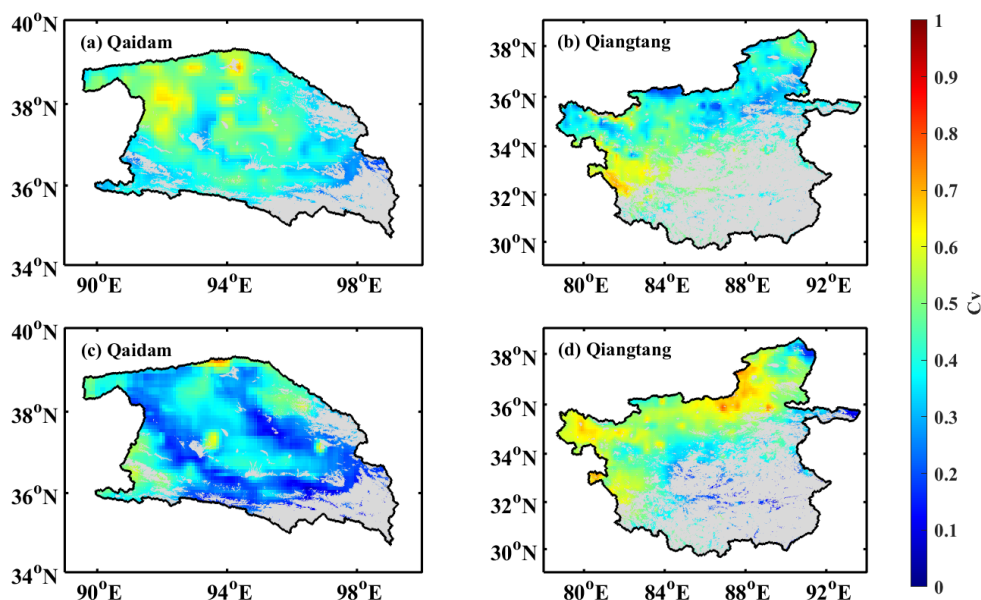 40°N
38°N
36°N
34°N
90°E
94°E
98°E
(a) Qaidam
38°N
36°N
34°N
32°N
30°N
80°E
84°E
88°E
92°E
(b) Qiangtang
40°N
38°N
36°N
34°N
90°E
94°E
98°E
(c) Qaidam
38°N
36°N
34°N
32°N
30°N
80°E
84°E
88°E
92°E
(d) Qiangtang
1
0.9
0.8
0.7
0.6
0.5
0.4
0.3
0.2
0.1
0
Cv